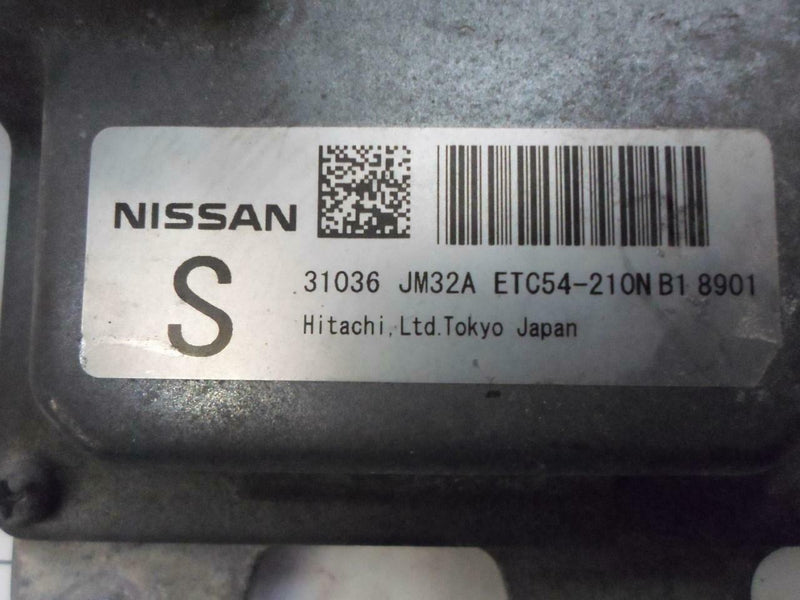 NISSAN
S
31036 JM32A ETC54-210N B1 8901
Hitachi,Ltd.Tokyo Japan